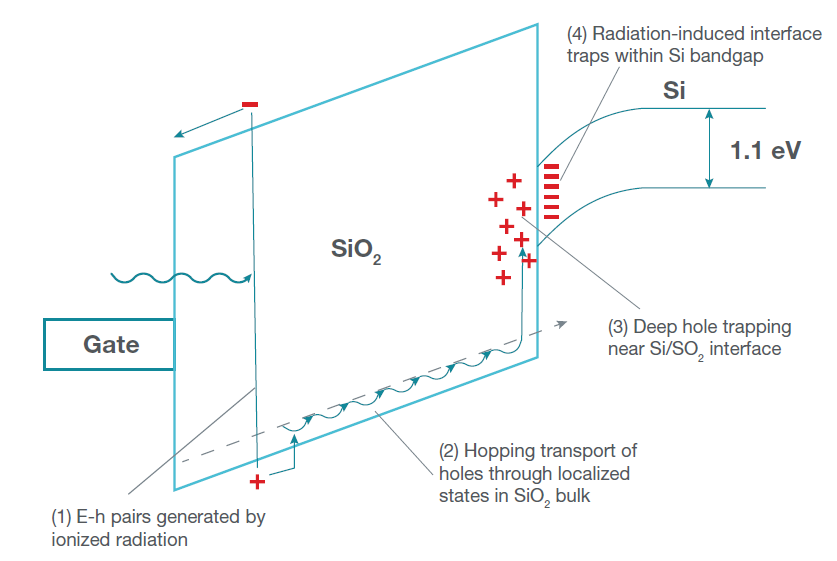 (4) Radiation-induced interface
traps within Si bandgap
Si
1.1 eV
SiO2
Gate
(3) Deep hole trapping
near Si/SO2 interface
(2) Hopping transport of
holes through localized
states in SiO2 bulk
(1) E-h pairs generated by
ionized radiation